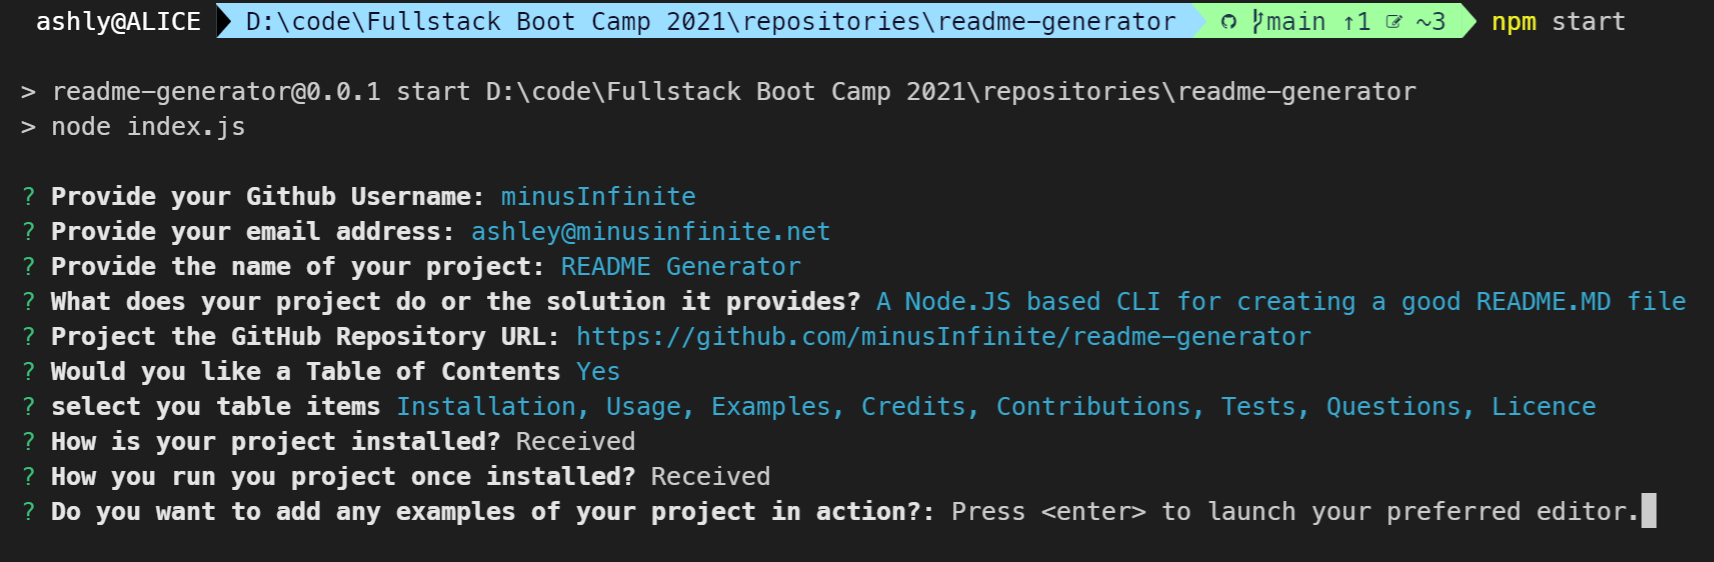 ashly@ALICE D:\code\Fullstack Boot Camp 2021\repositories\readme-generator main ↑1 ~3 npm start
> readme-generator@0.0.1 start D:\code\Fullstack Boot Camp 2021\repositories\readme-generator
> node index.js
? Provide your Github Username: minusInfinite
? Provide your email address: ashley@minusinfinite.net
? Provide the name of your project: README Generator
? What does your project do or the solution it provides? A Node.JS based CLI for creating a good README.MD file
? Project the GitHub Repository URL: https://github.com/minusInfinite/readme-generator
? Would you like a Table of Contents Yes
? select you table items Installation, Usage, Examples, Credits, Contributions, Tests, Questions, Licence
? How is your project installed? Received
? How you run you project once installed? Received
? Do you want to add any examples of your project in action?: Press <enter> to launch your preferred editor.